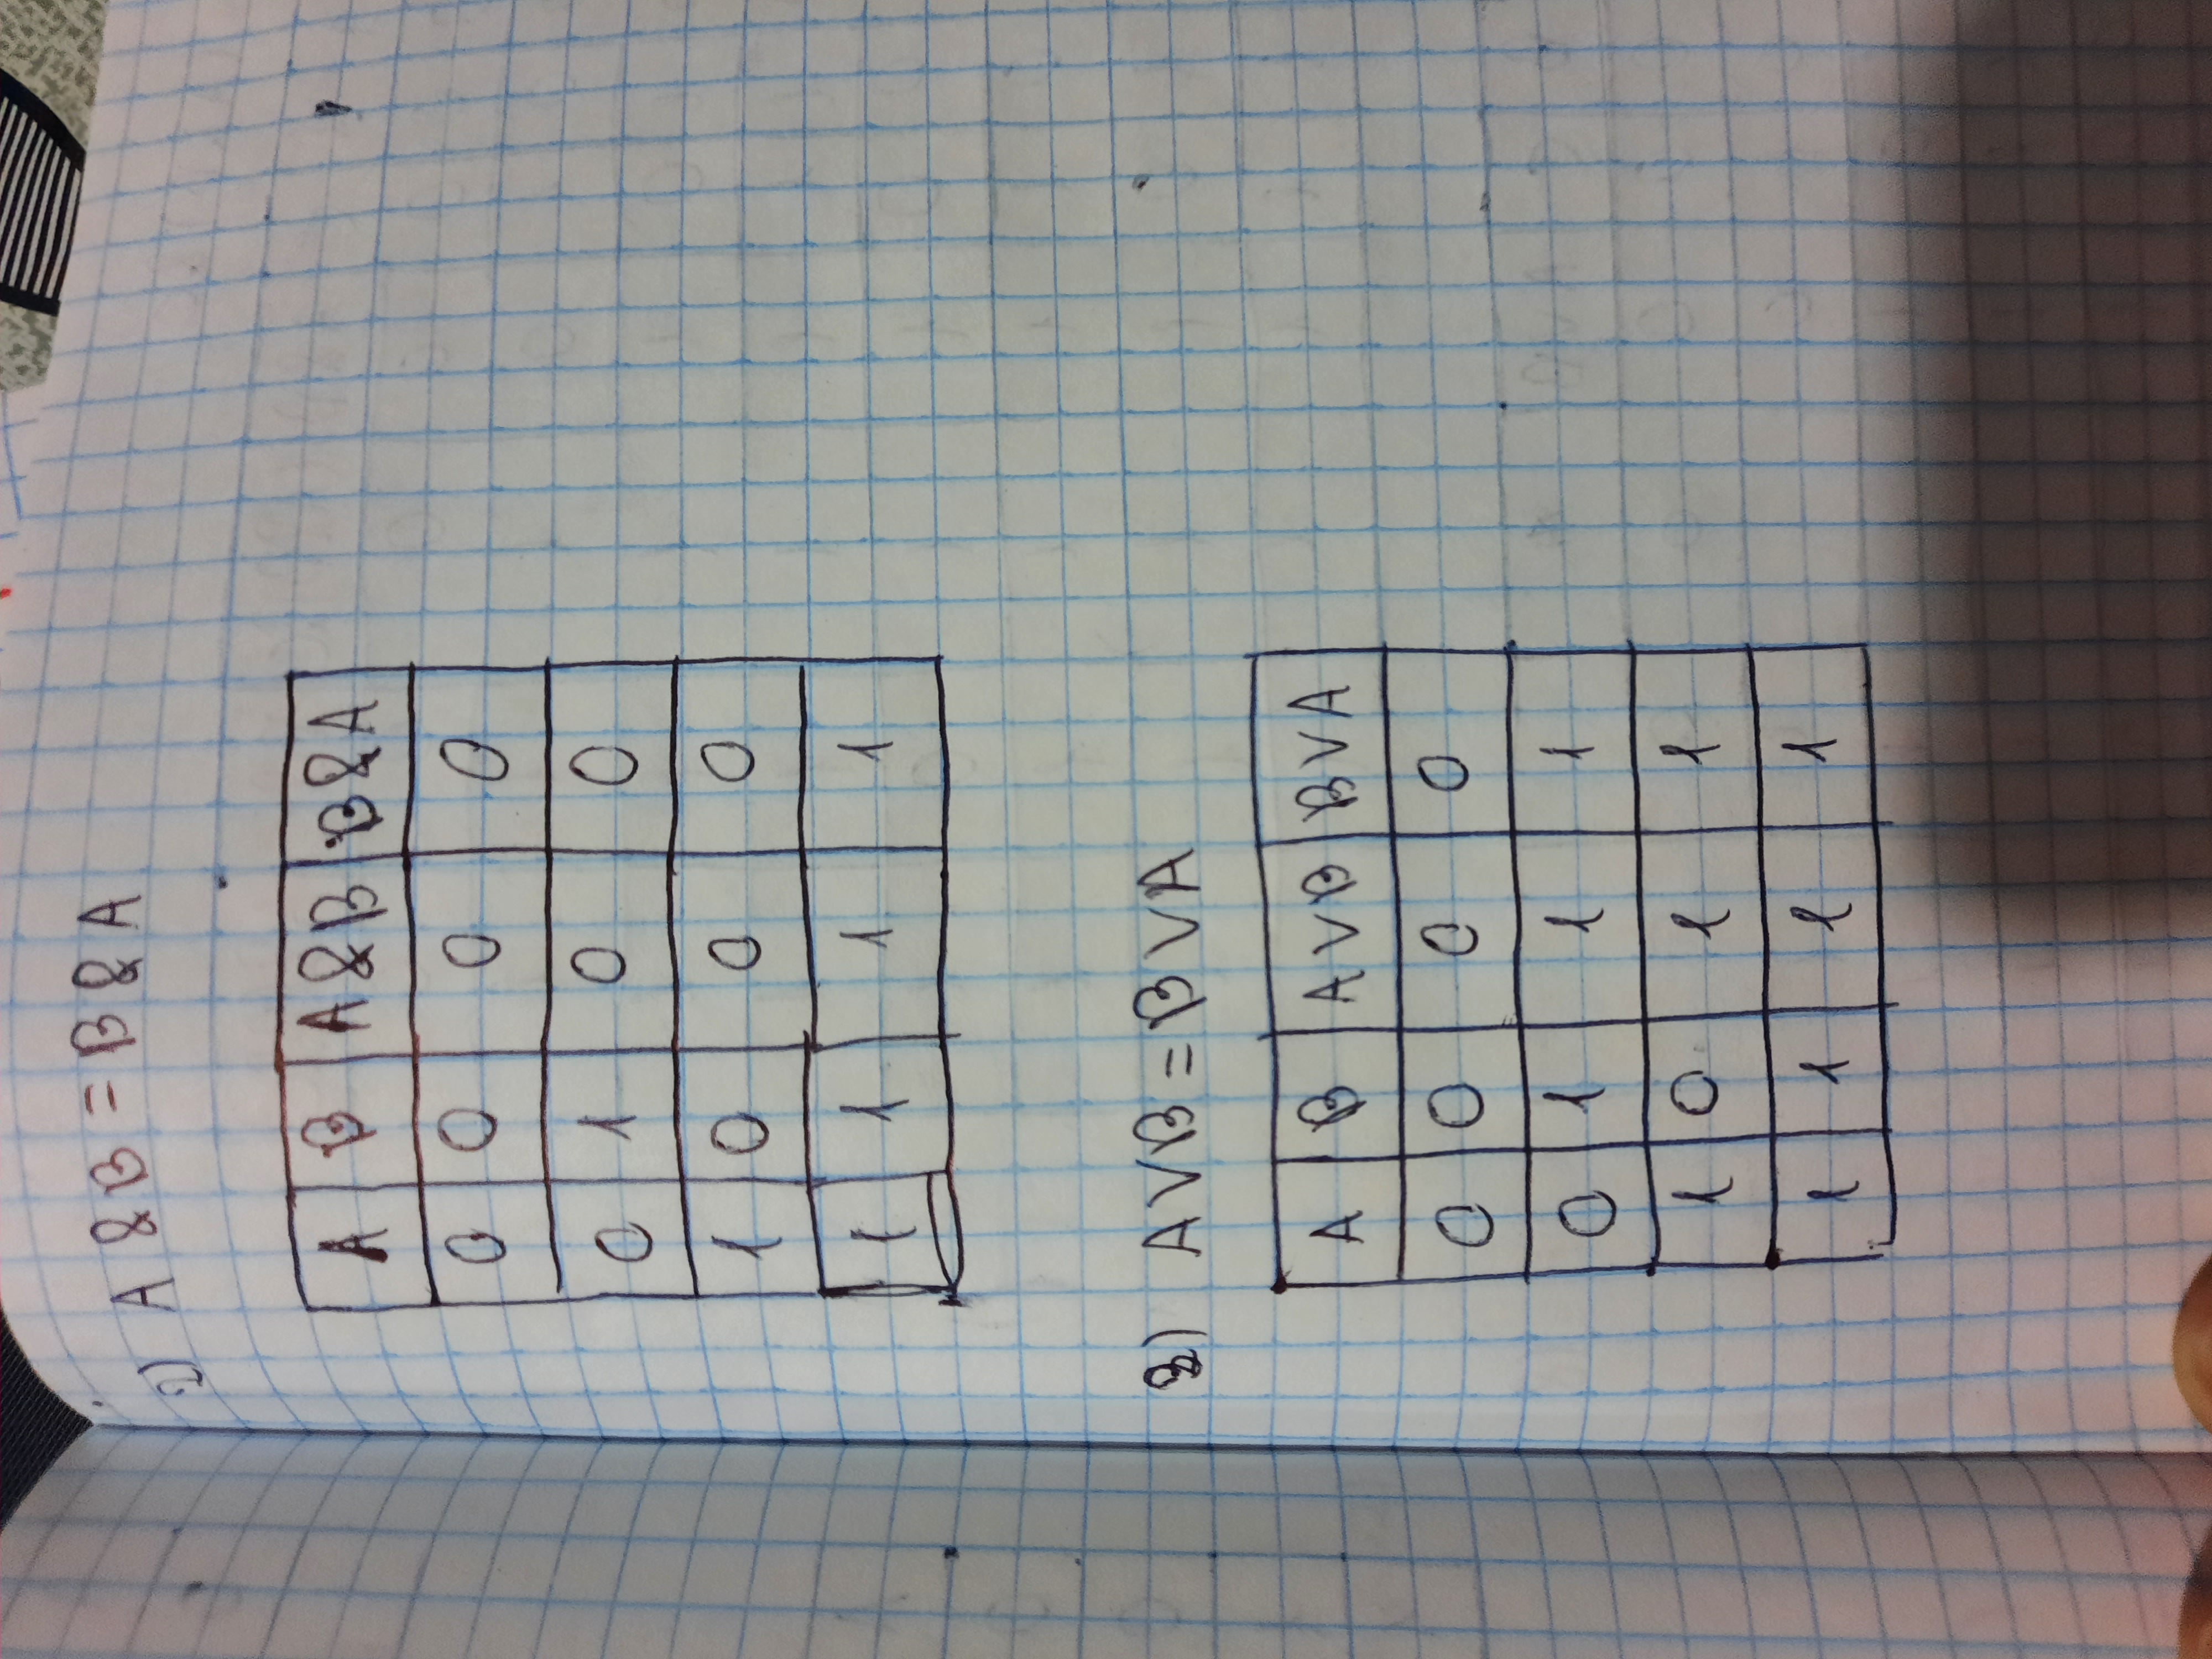 1) A & B = B & A
A B A&B B&A
0 0 0 0
0 1 0 0
1 0 0 0
1 1 1 1
2) A V B = B V A
A B A V B B V A
0 0 0 0
0 1 1 1
1 0 1 1
1 1 1 1